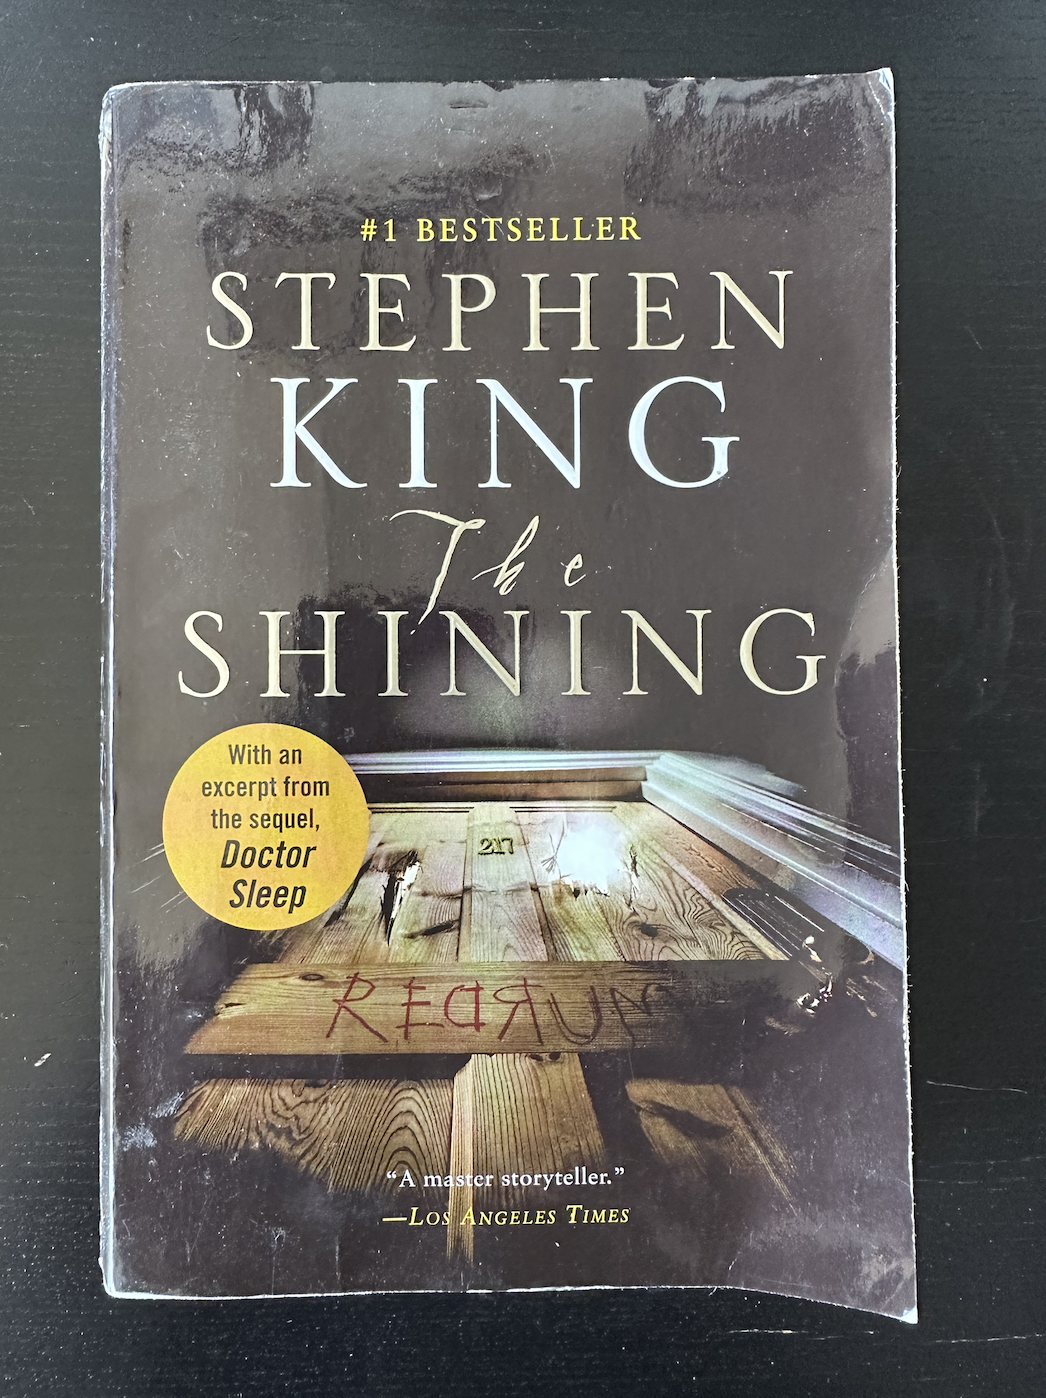 #1 BESTSELLER
STEPHEN
KING
The
SHINING
With an
excerpt from
the sequel,
Doctor
Sleep
217
REDRUM
“A master storyteller.”
—LOS ANGELES TIMES